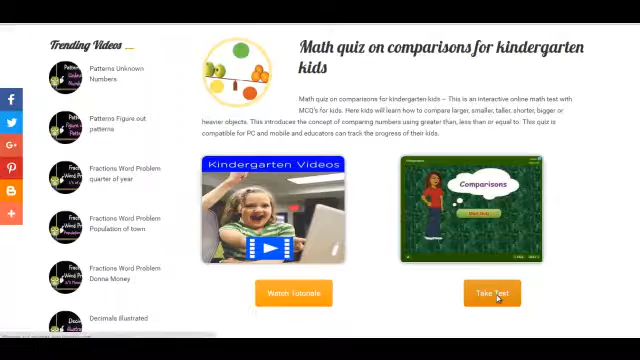 Trending Videos
Patterns Unknown
Numbers
Patterns Figure out
patterns
Fractions Word Problem
quarter of year
Fractions Word Problem
Population of town
Fractions Word Problem
Donna Money
Decimals Illustrated
Math quiz on comparisons for kindergarten
kids
Math quiz on comparisons for kindergarten kids – This is an interactive online math test with
MCQ's for kids. Here kids will learn how to compare larger, smaller, taller, shorter, bigger or
heavier objects. This introduces the concept of comparing numbers using greater than, less than or equal to. This quiz is
compatible for PC and mobile and educators can track the progress of their kids.
Kindergarten Videos
Comparisons
Start Quiz
Watch Tutorials
Take Test